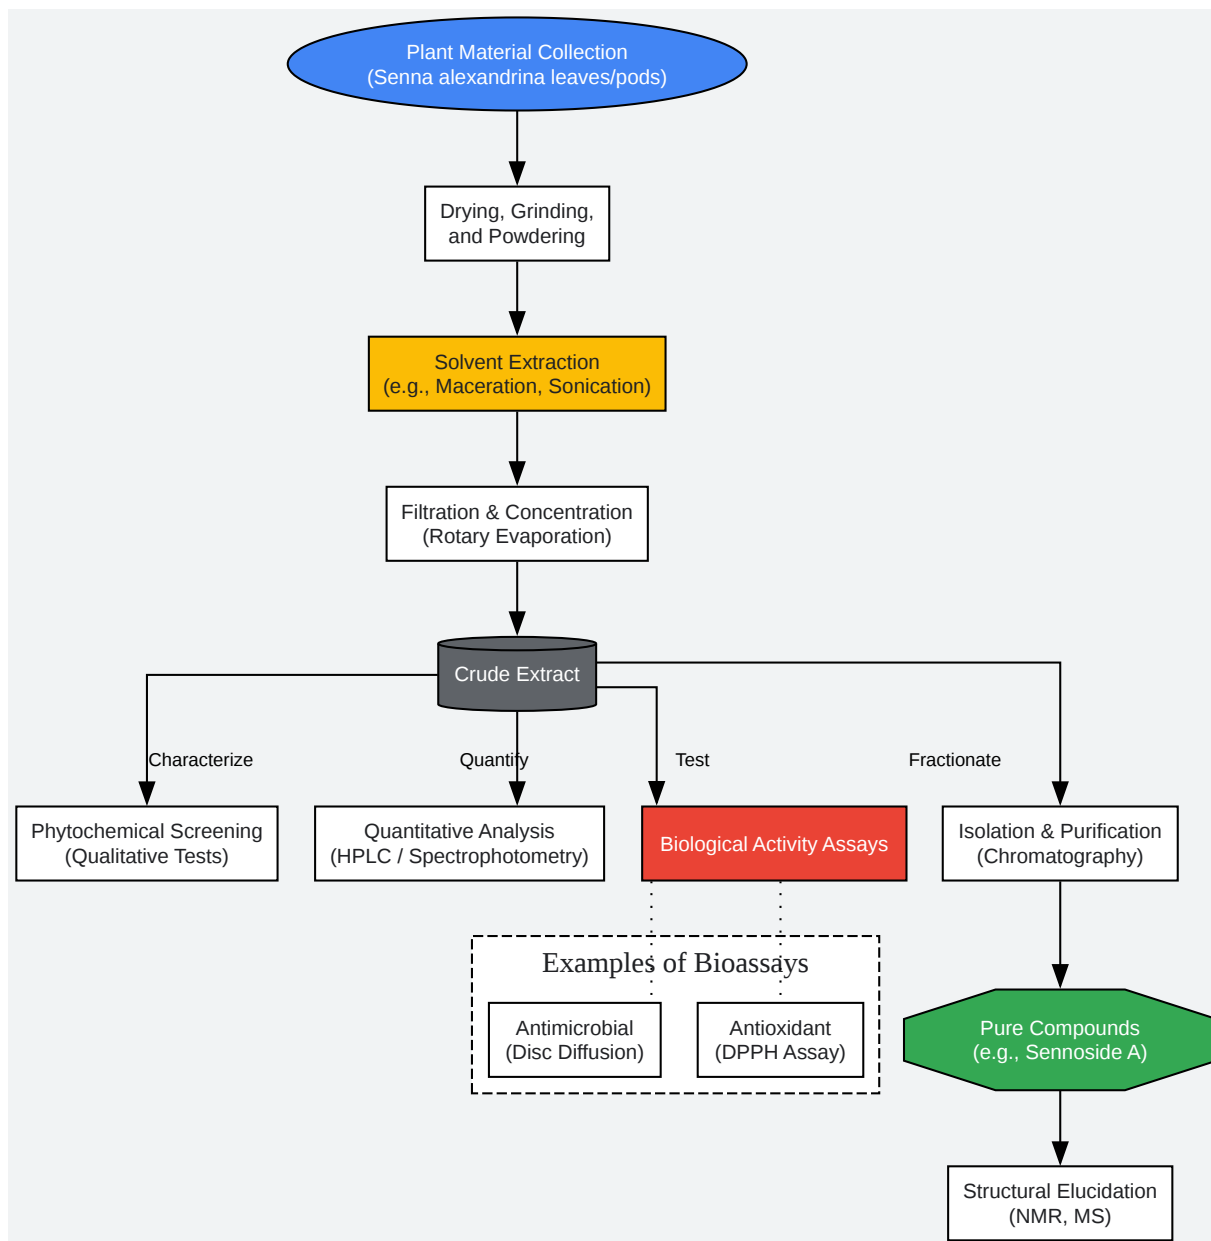 Plant Material Collection
(Senna alexandrina leaves/pods)
Drying, Grinding,
and Powdering
Solvent Extraction
(e.g., Maceration, Sonication)
Filtration & Concentration
(Rotary Evaporation)
Crude Extract
Characterize
Quantify
Test
Fractionate
Phytochemical Screening
(Qualitative Tests)
Quantitative Analysis
(HPLC / Spectrophotometry)
Biological Activity Assays
Isolation & Purification
(Chromatography)
Examples of Bioassays
Antimicrobial
(Disc Diffusion)
Antioxidant
(DPPH Assay)
Pure Compounds
(e.g., Sennoside A)
Structural Elucidation
(NMR, MS)